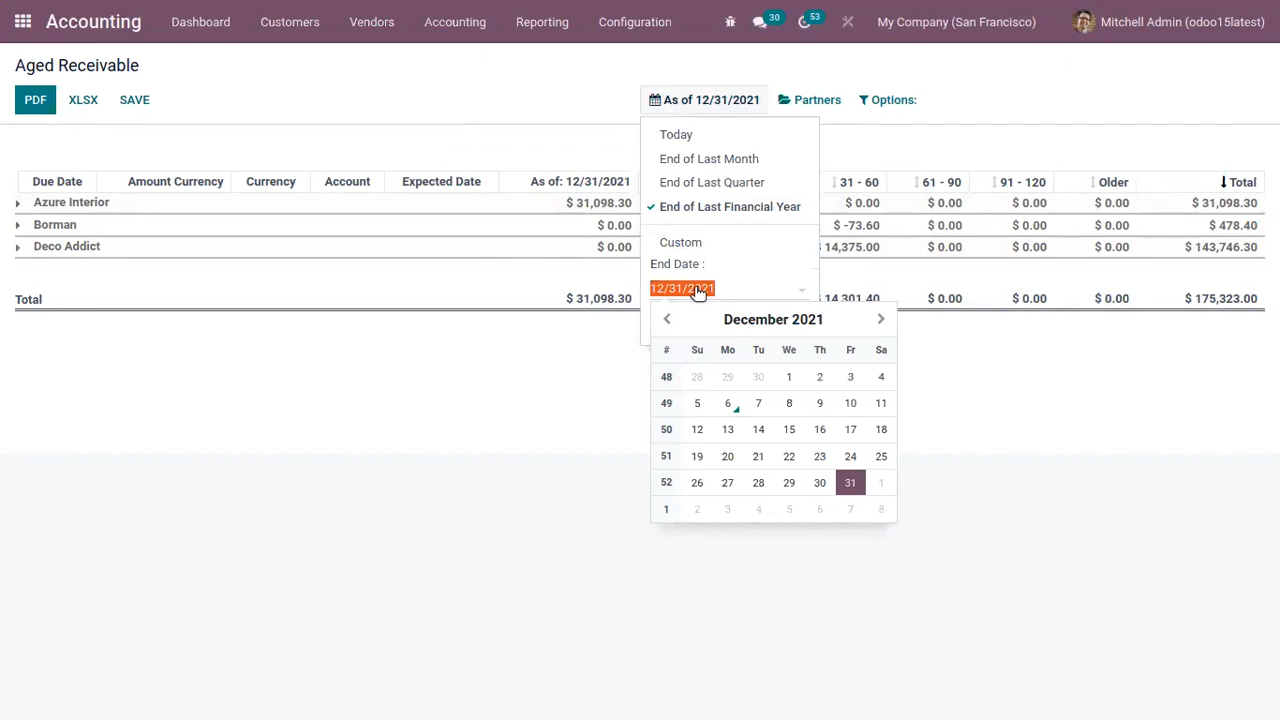 Accounting Dashboard Customers Vendors Accounting Reporting Configuration 30 53 My Company (San Francisco) Mitchell Admin (odoo15latest)
Aged Receivable
PDF XLSX SAVE As of 12/31/2021 Partners Options:
Today
End of Last Month
End of Last Quarter
End of Last Financial Year
Custom
End Date :
12/31/2021
Due Date Amount Currency Currency Account Expected Date As of: 12/31/2021 31 - 60 61 - 90 91 - 120 Older Total
Azure Interior $ 31,098.30 $ 0.00 $ 0.00 $ 0.00 $ 0.00 $ 31,098.30
Borman $ 0.00 $ -73.60 $ 0.00 $ 0.00 $ 0.00 $ 478.40
Deco Addict $ 0.00 14,375.00 $ 0.00 $ 0.00 $ 0.00 $ 143,746.30
Total $ 31,098.30 14,301.40 $ 0.00 $ 0.00 $ 0.00 $ 175,323.00
December 2021
# Su Mo Tu We Th Fr Sa
48 28 29 30 1 2 3 4
49 5 6 7 8 9 10 11
50 12 13 14 15 16 17 18
51 19 20 21 22 23 24 25
52 26 27 28 29 30 31 1
1 2 3 4 5 6 7 8